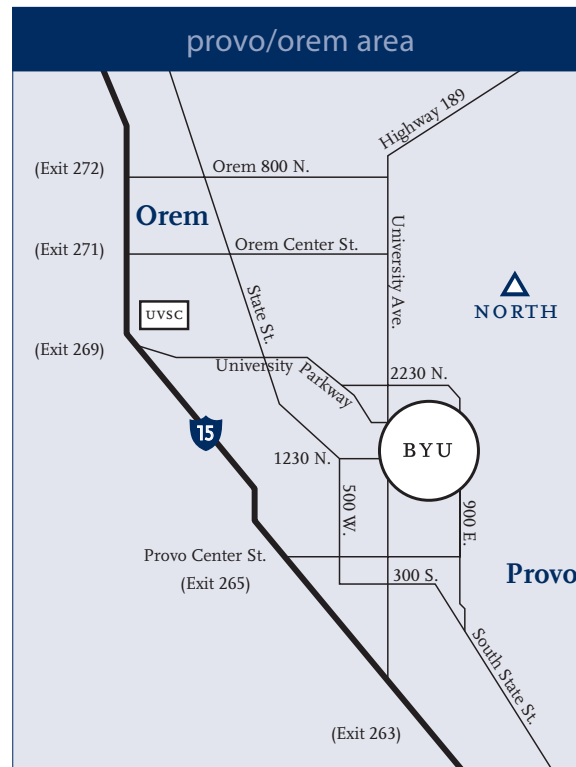 provo/orem area
Highway 189
(Exit 272)
Orem 800 N.
Orem
University Ave.
(Exit 271)
Orem Center St.
NORTH
UVSC
State St.
(Exit 269)
University Parkway
2230 N.
15
BYU
1230 N.
500 W.
900 E.
Provo Center St.
(Exit 265)
300 S.
Provo
South State St.
(Exit 263)